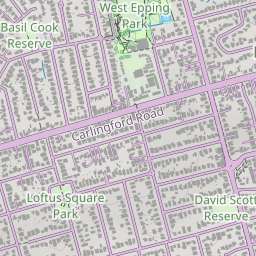 West Epping
Park
Basil Cook
Reserve
Carlingford Road
Loftus Square
Park
David Scott
Reserve